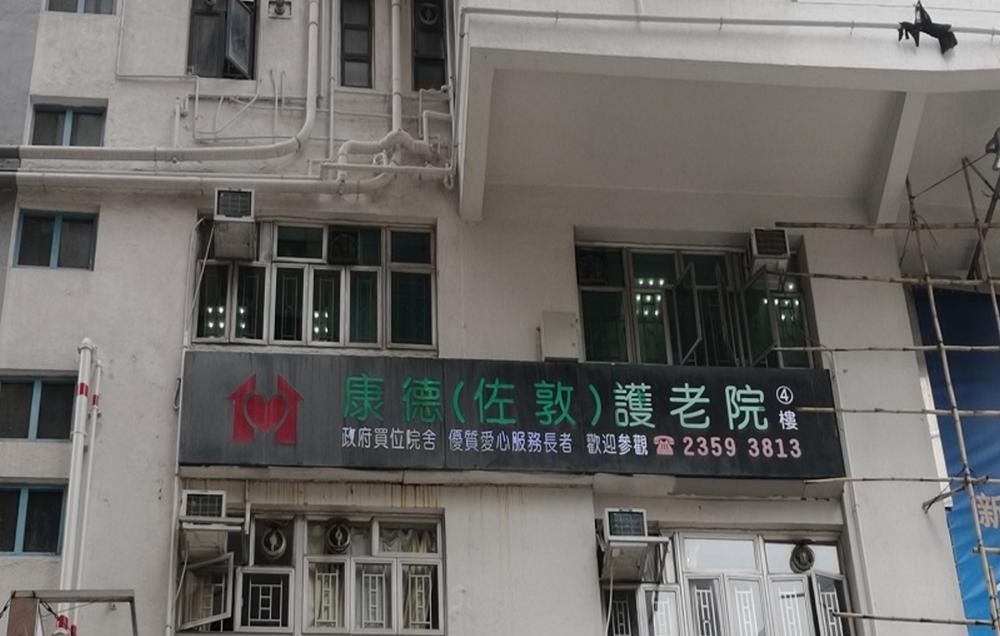 康德(佐敦)護老院④樓
政府買位院舍 優質愛心服務長者 歡迎參觀 ☎ 2359 3813
新